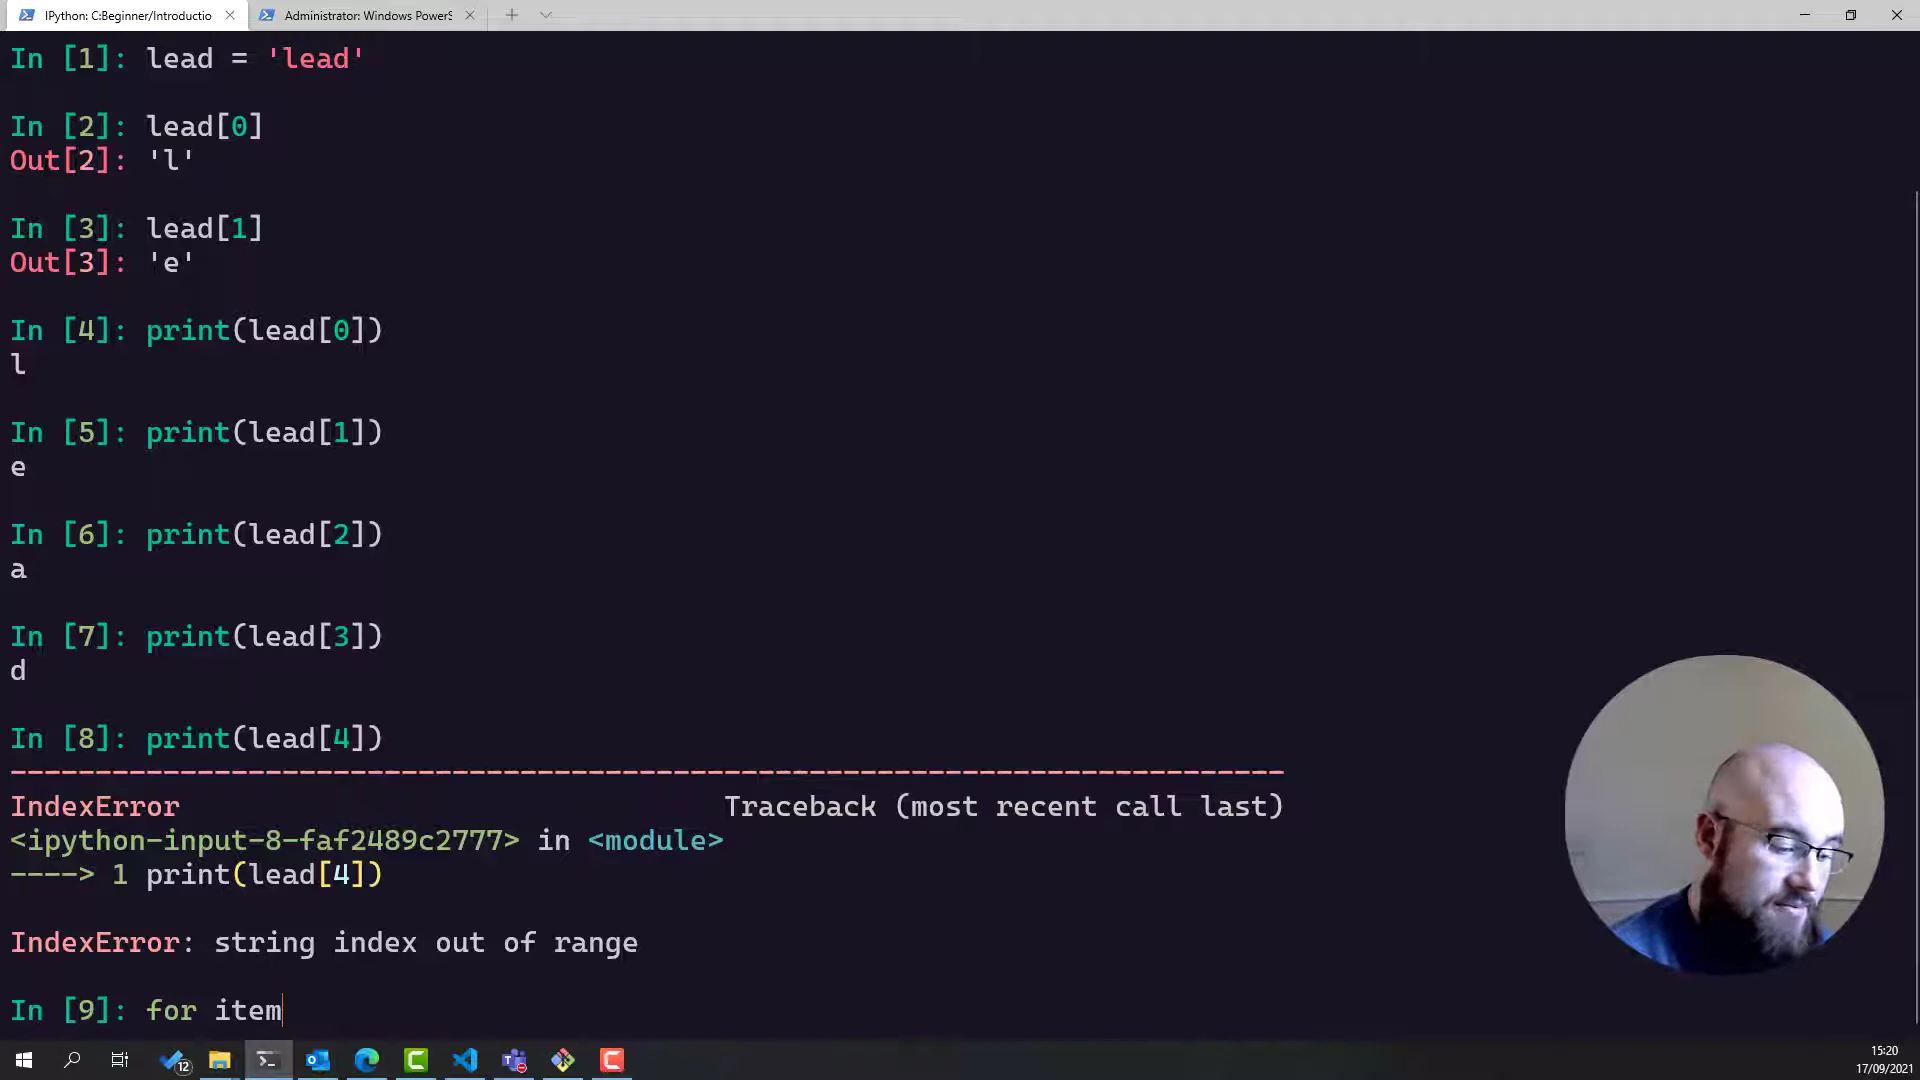 IPython: C:Beginner/Introductio
Administrator: Windows PowerS
In [1]: lead = 'lead'
In [2]: lead[0]
Out[2]: 'l'
In [3]: lead[1]
Out[3]: 'e'
In [4]: print(lead[0])
l
In [5]: print(lead[1])
e
In [6]: print(lead[2])
a
In [7]: print(lead[3])
d
In [8]: print(lead[4])
---------------------------------------------------------------------------
IndexError Traceback (most recent call last)
<ipython-input-8-faf2489c2777> in <module>
----> 1 print(lead[4])
IndexError: string index out of range
In [9]: for item
12
15:20
17/09/2021